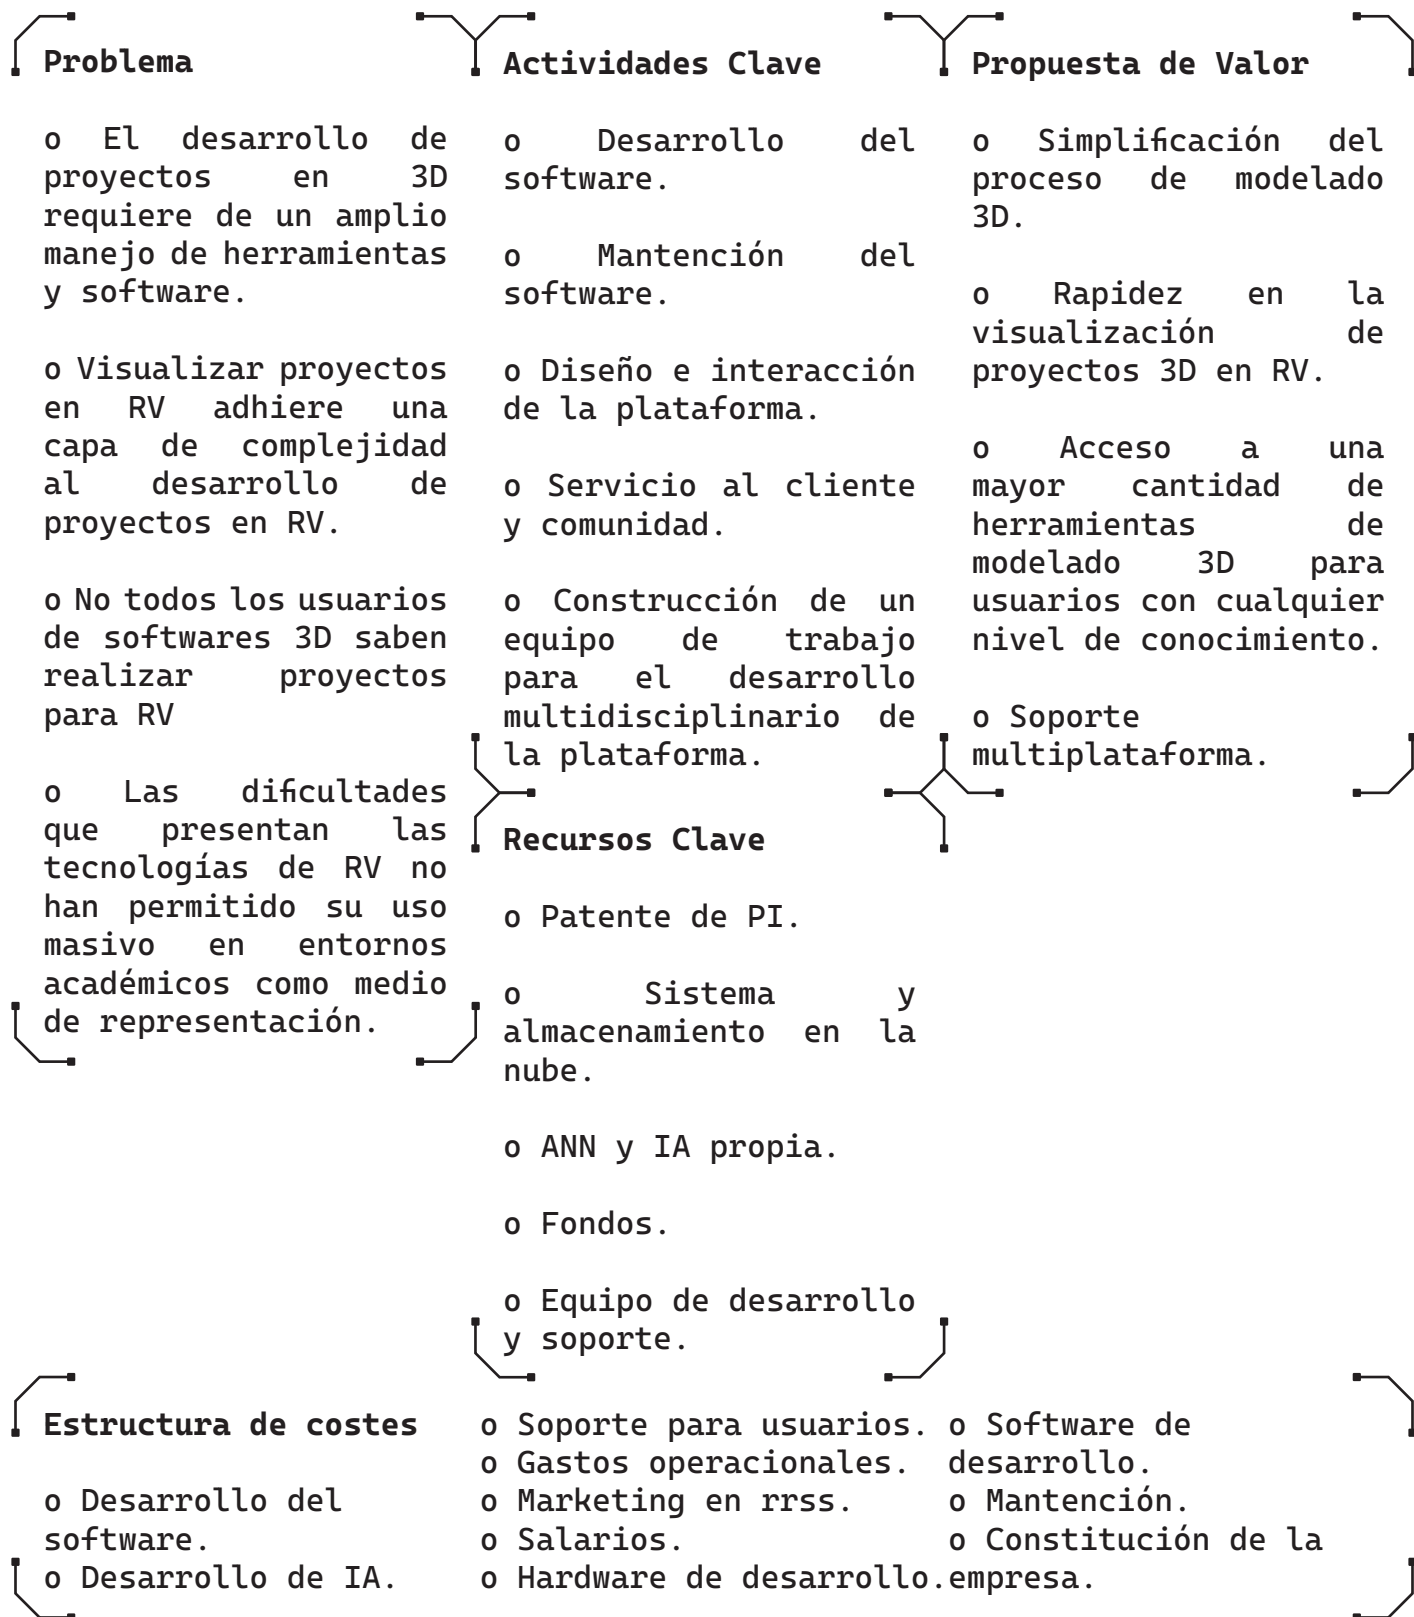 Problema
o El desarrollo de
proyectos en 3D
requiere de un amplio
manejo de herramientas
y software.
o Visualizar proyectos
en RV adhiere una
capa de complejidad
al desarrollo de
proyectos en RV.
o No todos los usuarios
de softwares 3D saben
realizar proyectos
para RV
o Las dificultades
que presentan las
tecnologías de RV no
han permitido su uso
masivo en entornos
académicos como medio
de representación.
Actividades Clave
o Desarrollo del
software.
o Mantención del
software.
o Diseño e interacción
de la plataforma.
o Servicio al cliente
y comunidad.
o Construcción de un
equipo de trabajo
para el desarrollo
multidisciplinario de
la plataforma.
Recursos Clave
o Patente de PI.
o Sistema y
almacenamiento en la
nube.
o ANN y IA propia.
o Fondos.
o Equipo de desarrollo
y soporte.
Propuesta de Valor
o Simplificación del
proceso de modelado
3D.
o Rapidez en la
visualización de
proyectos 3D en RV.
o Acceso a una
mayor cantidad de
herramientas de
modelado 3D para
usuarios con cualquier
nivel de conocimiento.
o Soporte
multiplataforma.
Estructura de costes
o Desarrollo del
software.
o Desarrollo de IA.
o Soporte para usuarios.
o Gastos operacionales.
o Marketing en rrss.
o Salarios.
o Hardware de desarrollo.
o Software de
desarrollo.
o Mantención.
o Constitución de la
empresa.